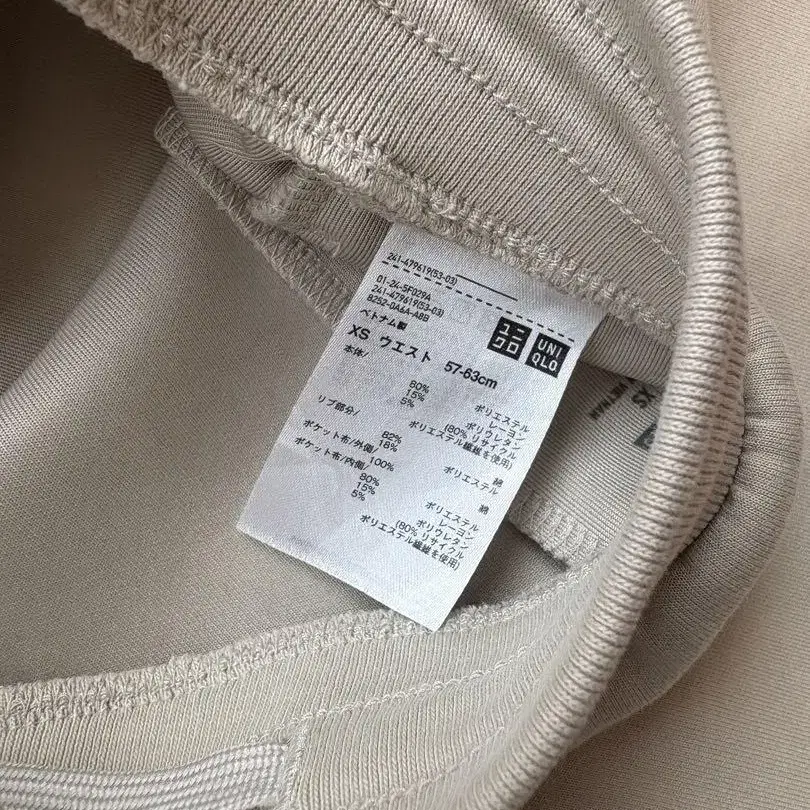 241-479619(53-03)
01-24-5F029A
241-479619(53-03)
8252-0A6A-A8B
ベトナム製
ユニクロ
UNIQLO
XS ウエスト 57-63cm
本体/
80% ポリエステル
15% レーヨン
5% ポリウレタン
(80% リサイクル
ポリエステル繊維を使用)
リブ部分/
82% 綿
18% ポリエステル
ポケット布/外側/
100% 綿
ポケット布/内側/
80% ポリエステル
15% レーヨン
5% ポリウレタン
(80% リサイクル
ポリエステル繊維を使用)
XS
VIETNAM